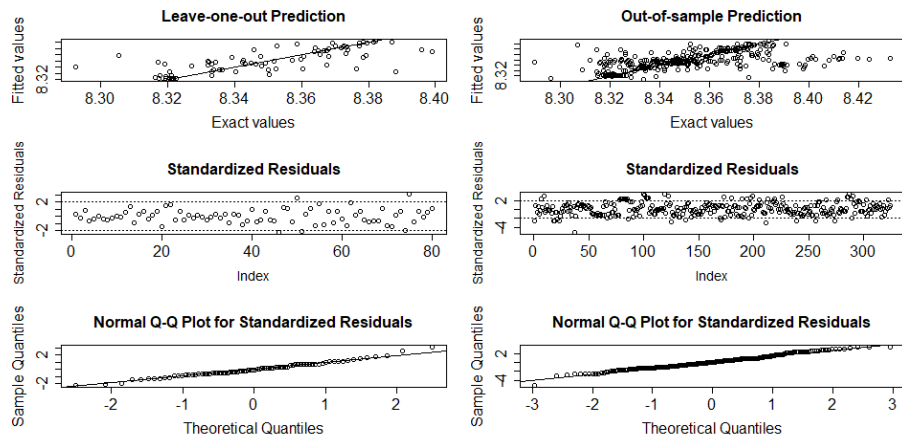 Leave-one-out Prediction
Fitted values
8.32
8.30 8.32 8.34 8.36 8.38 8.40
Exact values
Out-of-sample Prediction
Fitted values
8.32
8.30 8.32 8.34 8.36 8.38 8.40 8.42
Exact values
Standardized Residuals
Standardized Residuals
2
-2
0 20 40 60 80
Index
Standardized Residuals
Standardized Residuals
2
-4
0 50 100 150 200 250 300
Index
Normal Q-Q Plot for Standardized Residuals
Sample Quantiles
2
-2
-2 -1 0 1 2
Theoretical Quantiles
Normal Q-Q Plot for Standardized Residuals
Sample Quantiles
2
-4
-3 -2 -1 0 1 2 3
Theoretical Quantiles